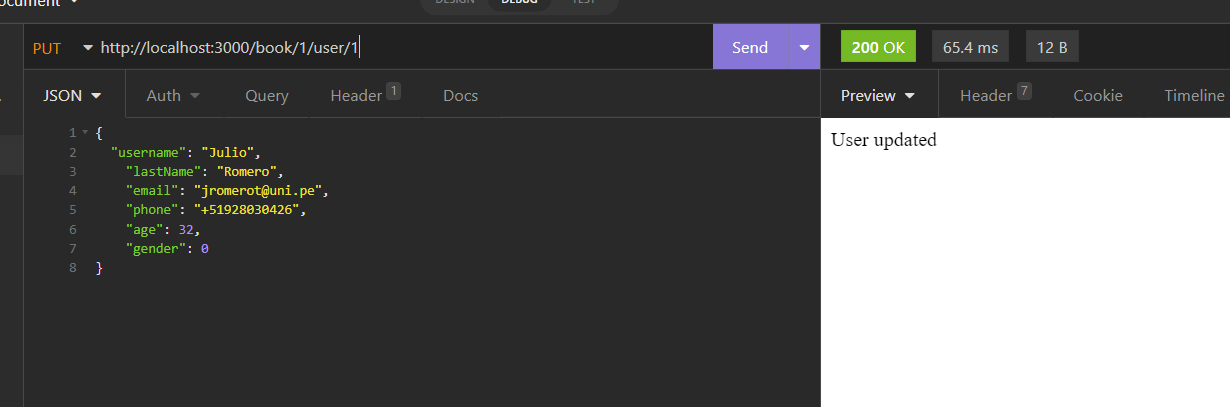 ocument
DESIGN DEBUG TEST
PUT http://localhost:3000/book/1/user/1 Send 200 OK 65.4 ms 12 B
JSON Auth Query Header 1 Docs Preview Header 7 Cookie Timeline
1 {
2 "username": "Julio",
3 "lastName": "Romero",
4 "email": "jromerot@uni.pe",
5 "phone": "+51928030426",
6 "age": 32,
7 "gender": 0
8 }
User updated